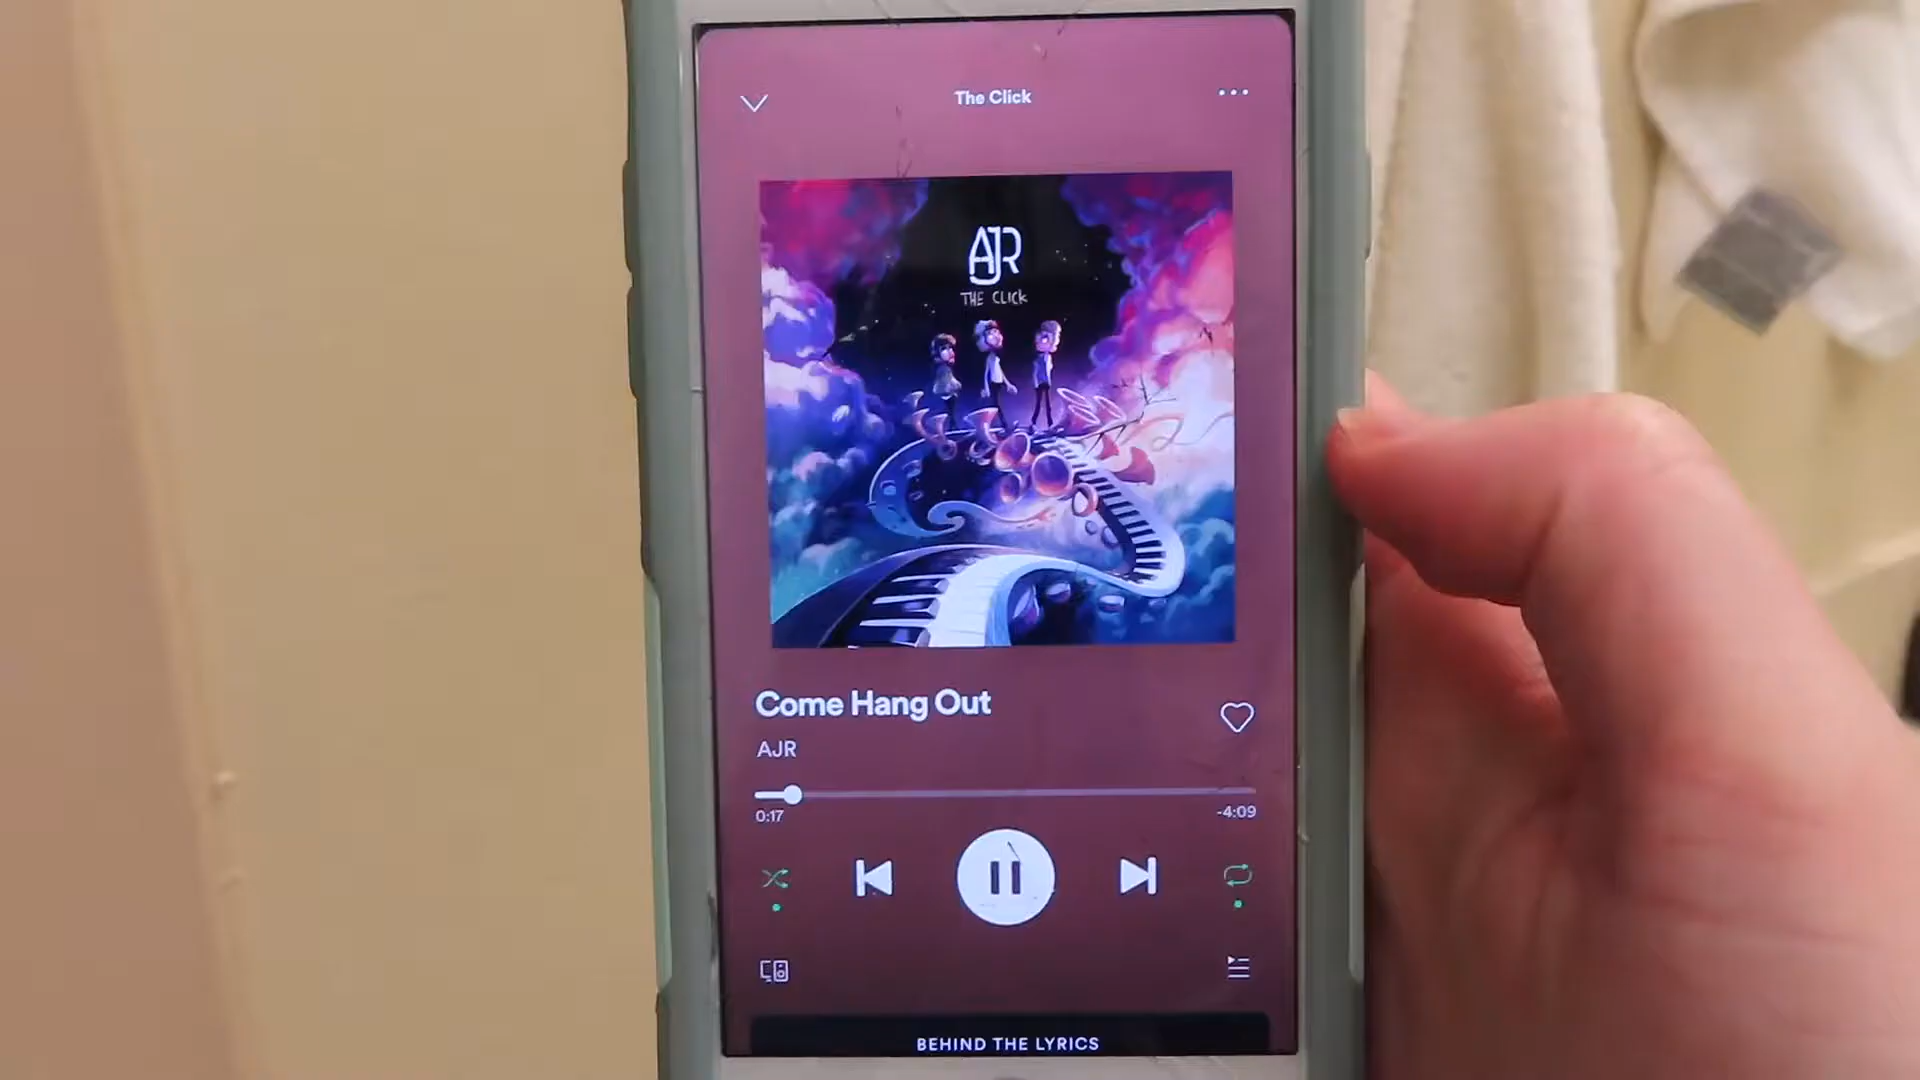 The Click
AJR
THE CLICK
Come Hang Out
AJR
0:17
-4:09
BEHIND THE LYRICS